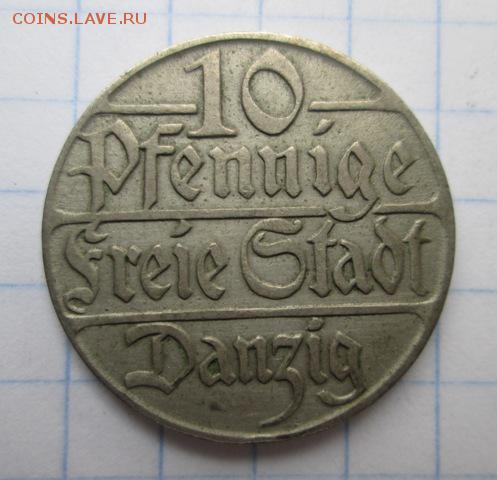 COINS.LAVE.RU
10
Pfennige
Freie Stadt
Danzig